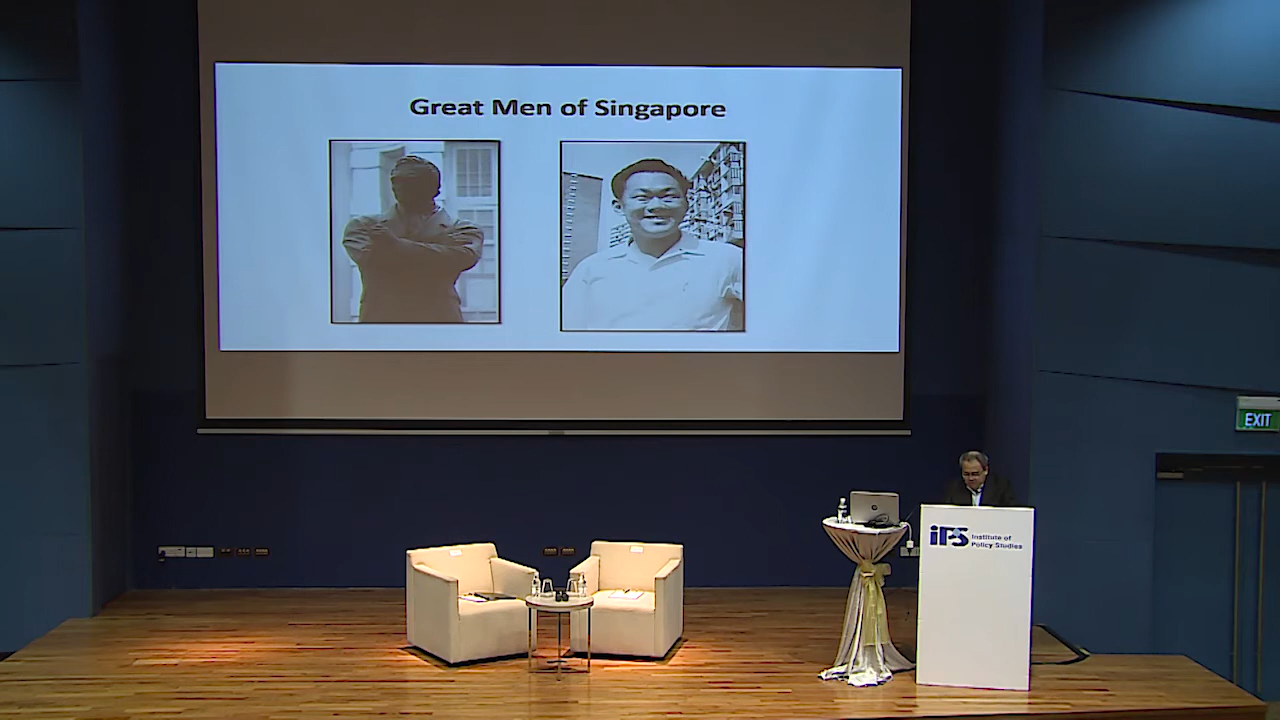 Great Men of Singapore
EXIT
iPS
Institute of
Policy Studies